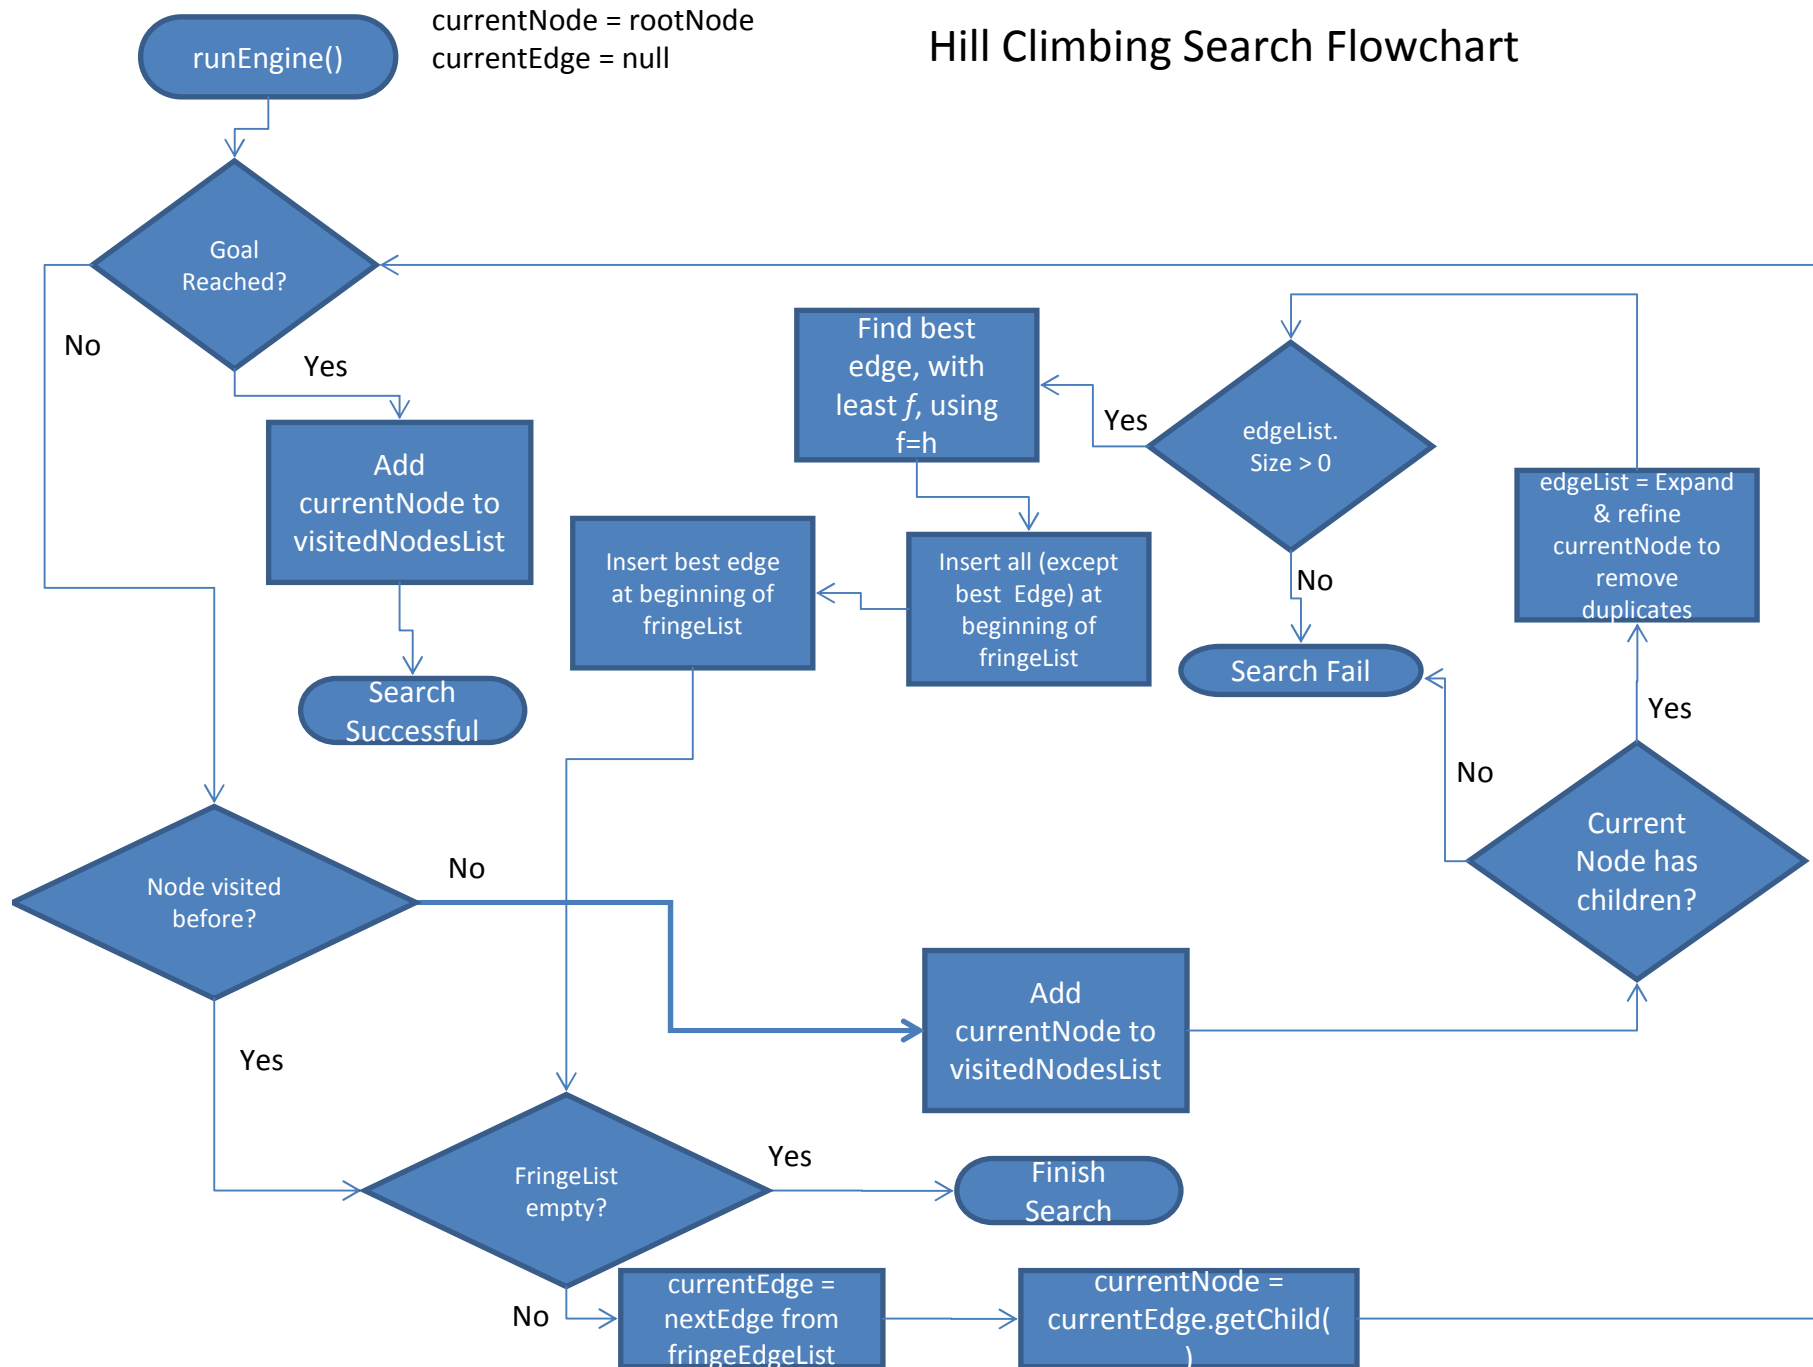 runEngine()
currentNode = rootNode
currentEdge = null
Hill Climbing Search Flowchart
Goal
Reached?
No
Yes
Add
currentNode to
visitedNodesList
Search
Successful
Find best
edge, with
least f, using
f=h
Yes
edgeList.
Size > 0
No
Insert best edge
at beginning of
fringeList
Insert all (except
best Edge) at
beginning of
fringeList
Search Fail
edgeList = Expand
& refine
currentNode to
remove
duplicates
Yes
No
Current
Node has
children?
Node visited
before?
No
Yes
Add
currentNode to
visitedNodesList
FringeList
empty?
Yes
Finish
Search
No
currentEdge =
nextEdge from
fringeEdgeList
currentNode =
currentEdge.getChild(
)